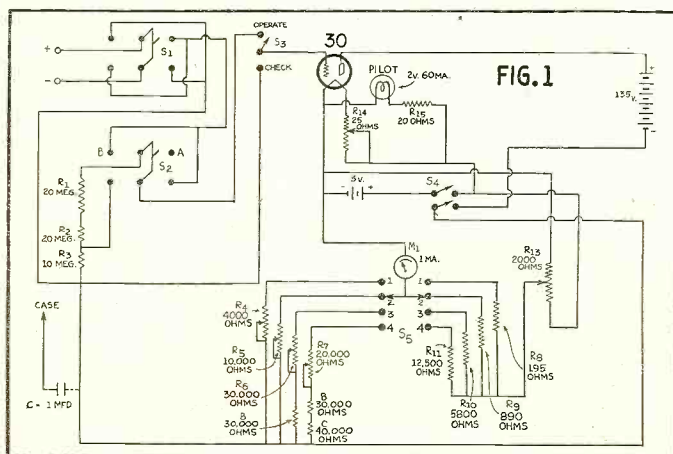 OPERATE
S3
CHECK
+
-
S1
30
PILOT
2V. 60MA.
FIG.1
135V.
+
-
R14
25
OHMS
R15
20 OHMS
B
A
S2
R1
20 MEG.
R2
20 MEG.
R3
10 MEG.
- 3V. +
S4
M1
1 MA.
R13
2000
OHMS
1
2
3
4
1
2
3
4
S5
R4
4000
OHMS
R5
10,000
OHMS
R6
30,000
OHMS
B
30,000
OHMS
R7
20,000
OHMS
B
30,000
OHMS
C
40,000
OHMS
R11
12,500
OHMS
R10
5800
OHMS
R9
890
OHMS
R8
195
OHMS
CASE
C = 1 MFD